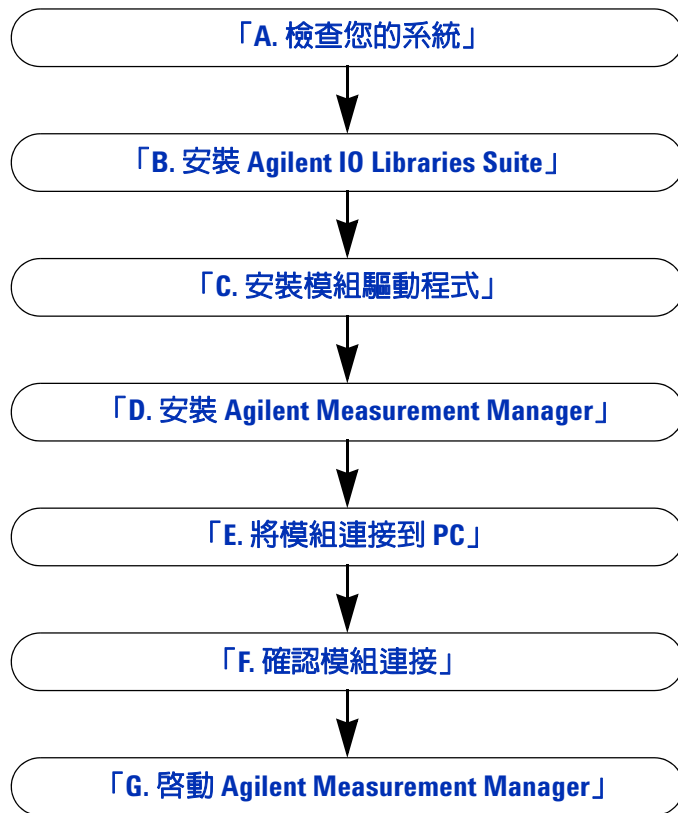 「A. 檢查您的系統」
「B. 安裝 Agilent IO Libraries Suite」
「C. 安裝模組驅動程式」
「D. 安裝 Agilent Measurement Manager」
「E. 將模組連接到 PC」
「F. 確認模組連接」
「G. 啓動 Agilent Measurement Manager」